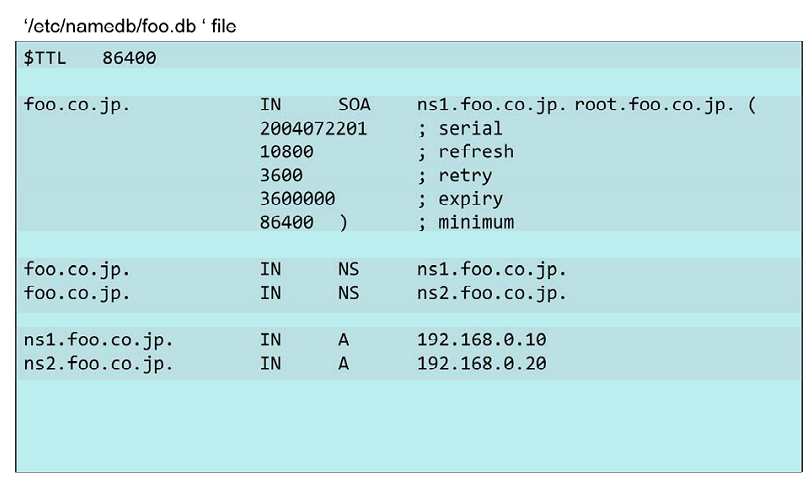 ‘/etc/namedb/foo.db ‘ file
$TTL 86400
foo.co.jp. IN SOA ns1.foo.co.jp. root.foo.co.jp. (
2004072201 ; serial
10800 ; refresh
3600 ; retry
3600000 ; expiry
86400 ) ; minimum
foo.co.jp. IN NS ns1.foo.co.jp.
foo.co.jp. IN NS ns2.foo.co.jp.
ns1.foo.co.jp. IN A 192.168.0.10
ns2.foo.co.jp. IN A 192.168.0.20